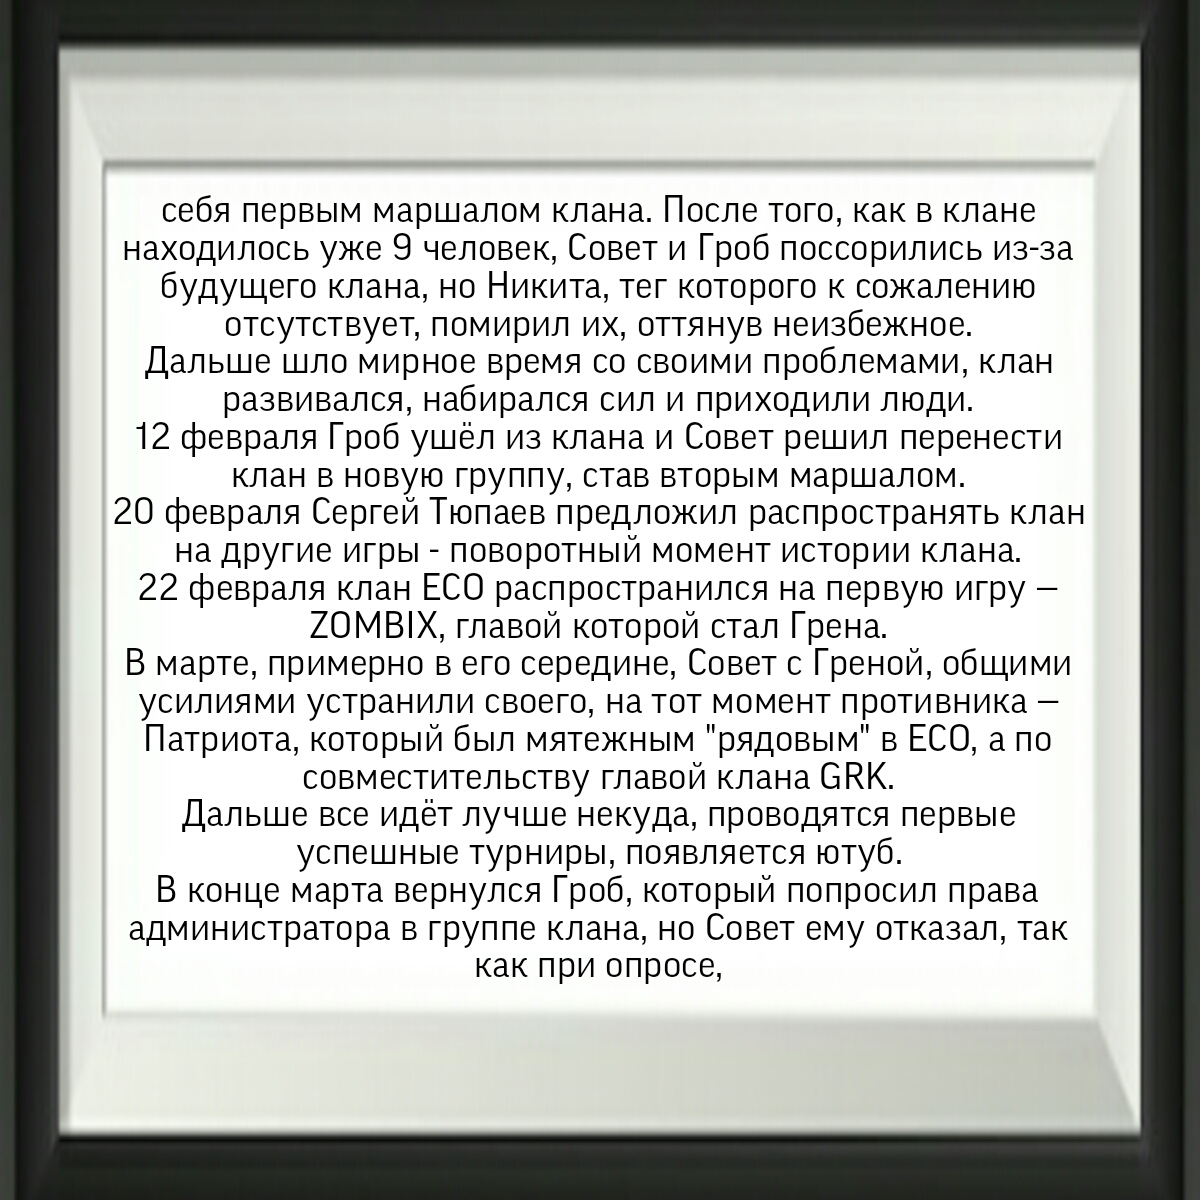 себя первым маршалом клана. После того, как в клане
находилось уже 9 человек, Совет и Гроб поссорились из-за
будущего клана, но Никита, тег которого к сожалению
отсутствует, помирил их, оттянув неизбежное.
Дальше шло мирное время со своими проблемами, клан
развивался, набирался сил и приходили люди.
12 февраля Гроб ушёл из клана и Совет решил перенести
клан в новую группу, став вторым маршалом.
20 февраля Сергей Тюпаев предложил распространять клан
на другие игры - поворотный момент истории клана.
22 февраля клан ECO распространился на первую игру —
ZOMBIX, главой которой стал Грена.
В марте, примерно в его середине, Совет с Греной, общими
усилиями устранили своего, на тот момент противника —
Патриота, который был мятежным "рядовым" в ECO, а по
совместительству главой клана GRK.
Дальше все идёт лучше некуда, проводятся первые
успешные турниры, появляется ютуб.
В конце марта вернулся Гроб, который попросил права
администратора в группе клана, но Совет ему отказал, так
как при опросе,